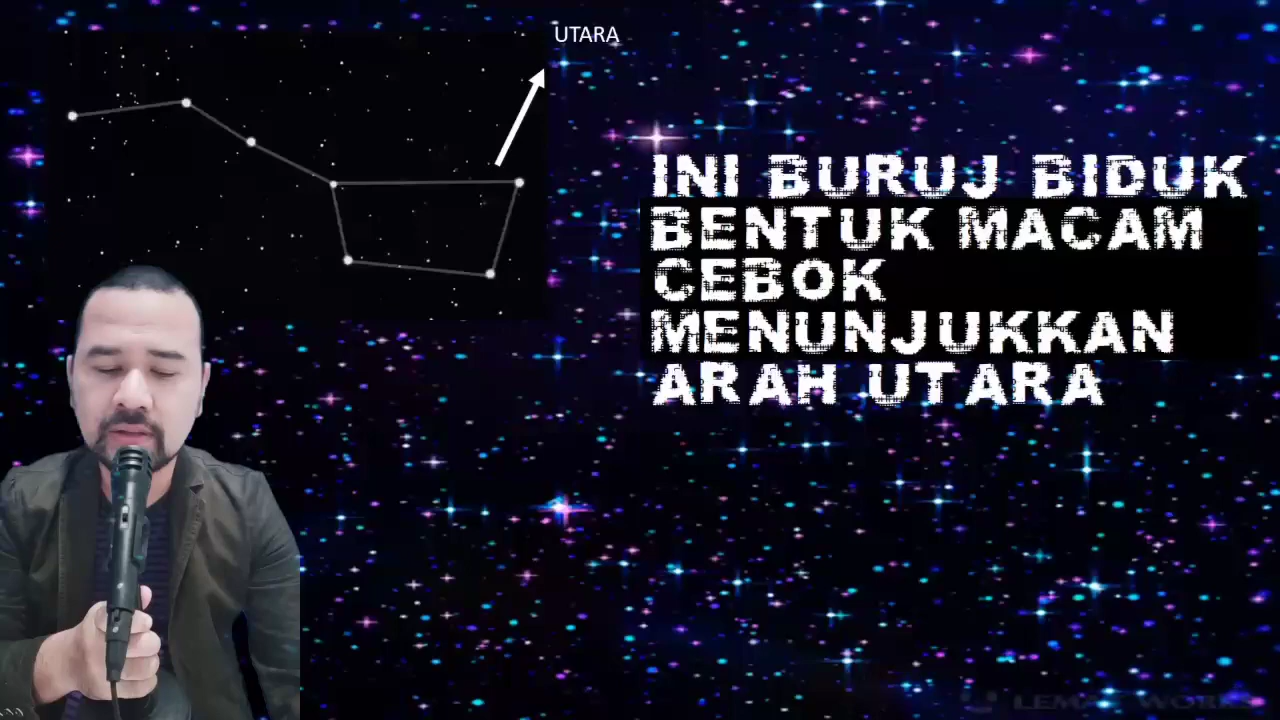 UTARA
INI BURUJ BIDUK
BENTUK MACAM
CEBOK
MENUNJUKKAN
ARAH UTARA